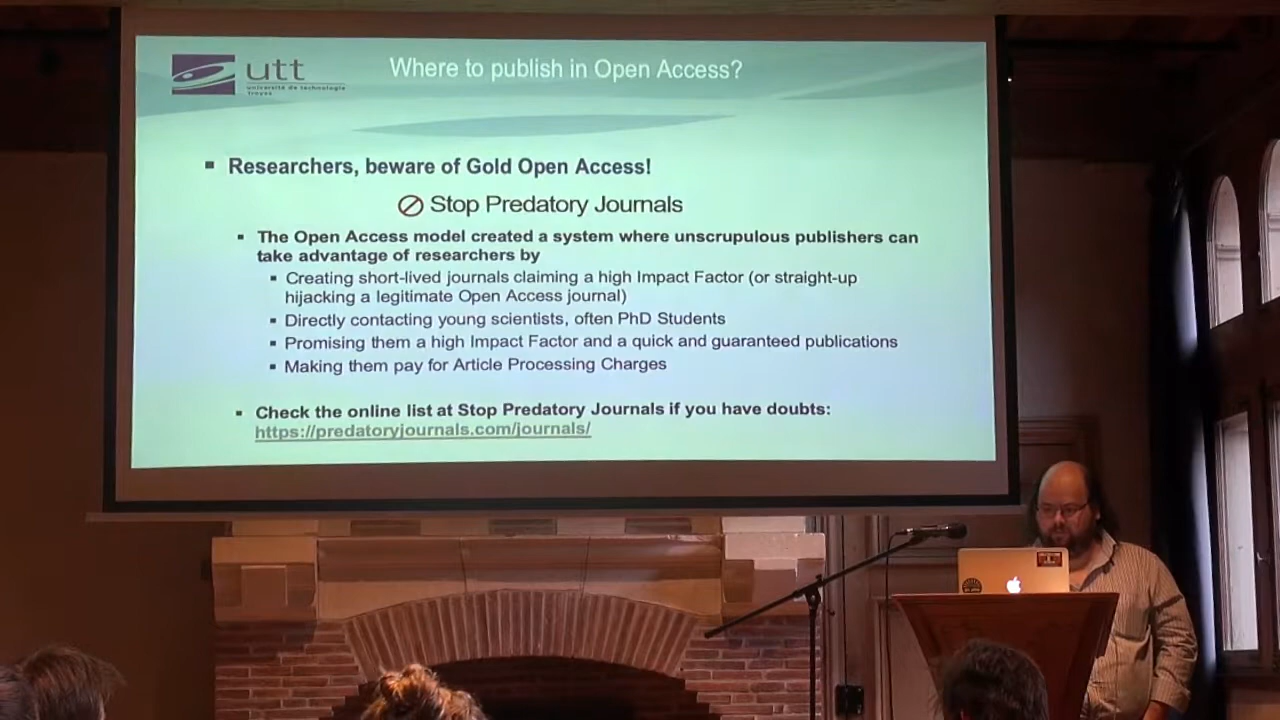 utt
université de technologie
Troyes
Where to publish in Open Access?
Researchers, beware of Gold Open Access!
Stop Predatory Journals
The Open Access model created a system where unscrupulous publishers can
take advantage of researchers by
Creating short-lived journals claiming a high Impact Factor (or straight-up
hijacking a legitimate Open Access journal)
Directly contacting young scientists, often PhD Students
Promising them a high Impact Factor and a quick and guaranteed publications
Making them pay for Article Processing Charges
Check the online list at Stop Predatory Journals if you have doubts:
https://predatoryjournals.com/journals/